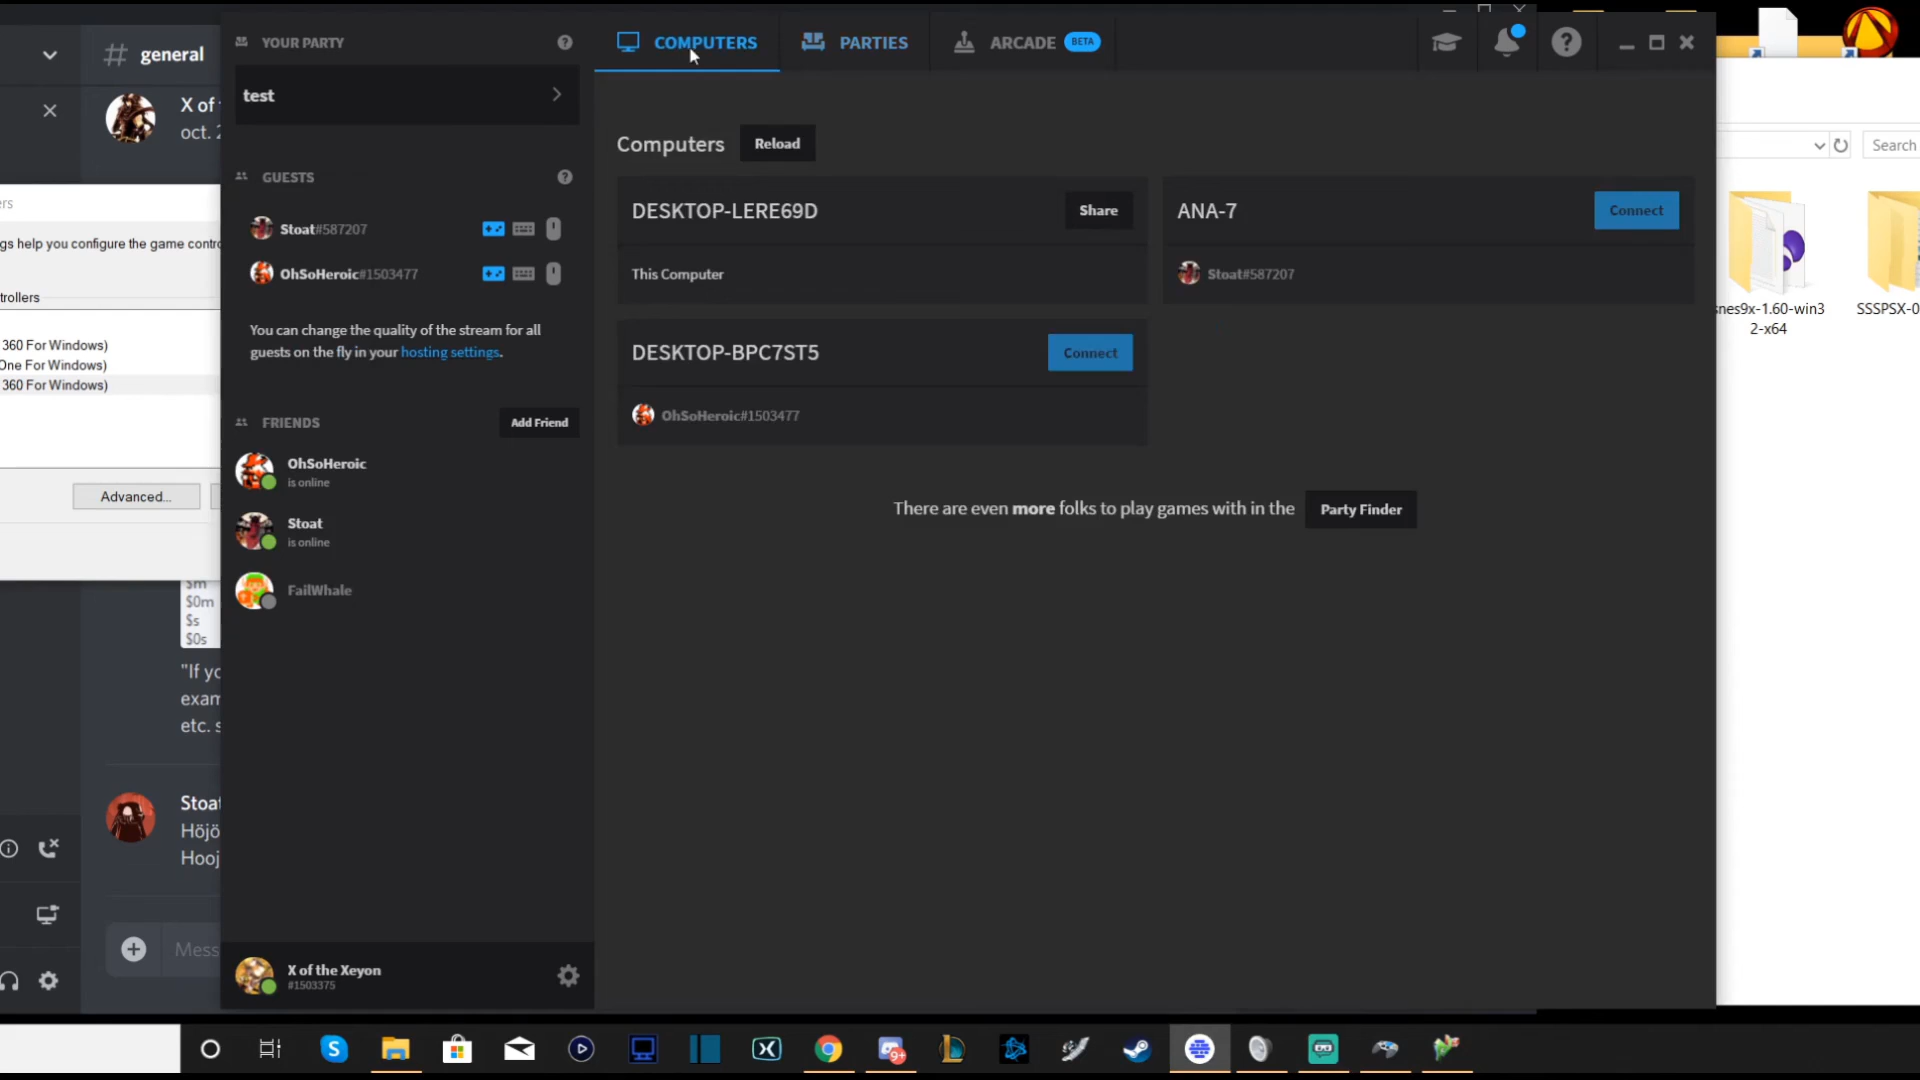 general
X of
oct. 2
ers
gs help you configure the game contro
trollers
360 For Windows)
One For Windows)
360 For Windows)
Advanced...
$m
$0m
$s
$0s
"If yo
exam
etc. s
Stoat
Höjö
Hooj
Mess
YOUR PARTY
test
GUESTS
Stoat#587207
OhSoHeroic#1503477
You can change the quality of the stream for all
guests on the fly in your hosting settings.
FRIENDS
Add Friend
OhSoHeroic
is online
Stoat
is online
FailWhale
X of the Xeyon
#1503375
COMPUTERS
PARTIES
ARCADE BETA
Computers
Reload
DESKTOP-LERE69D
Share
This Computer
ANA-7
Connect
Stoat#587207
DESKTOP-BPC7ST5
Connect
OhSoHeroic#1503477
There are even more folks to play games with in the
Party Finder
Search
snes9x-1.60-win3
2-x64
SSSPSX-0
9+